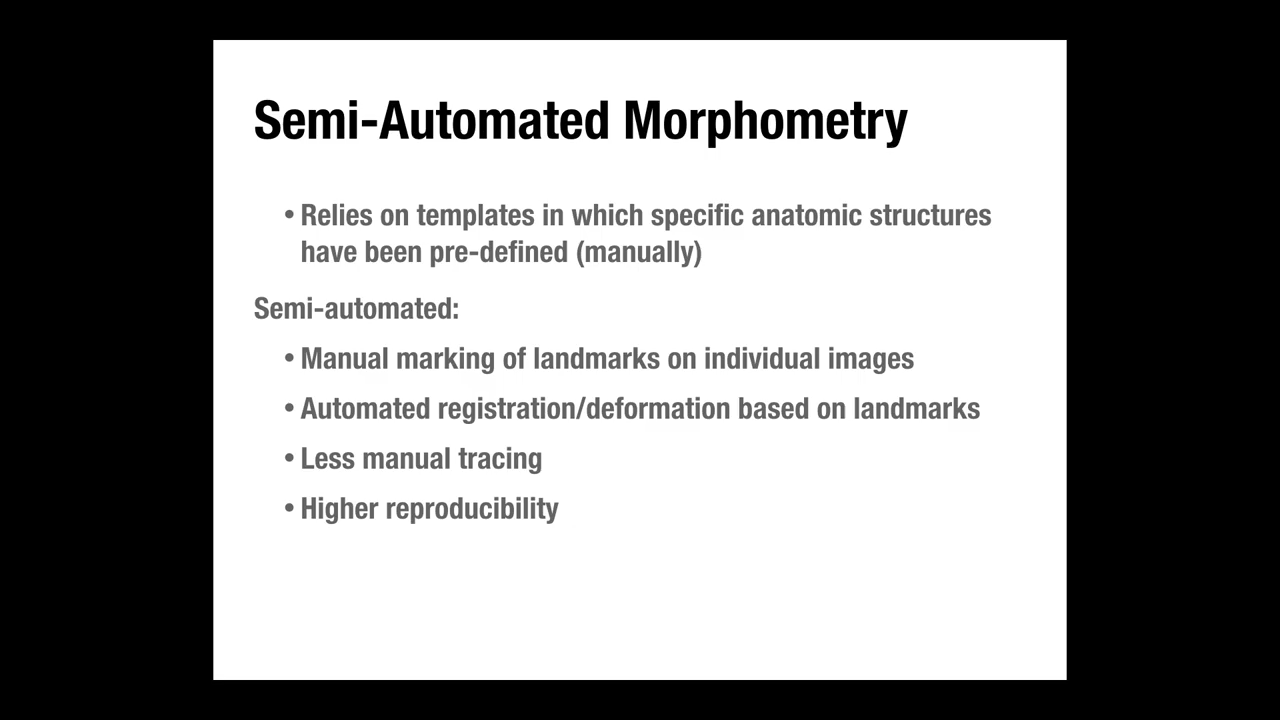 Semi-Automated Morphometry
• Relies on templates in which specific anatomic structures
have been pre-defined (manually)
Semi-automated:
• Manual marking of landmarks on individual images
• Automated registration/deformation based on landmarks
• Less manual tracing
• Higher reproducibility